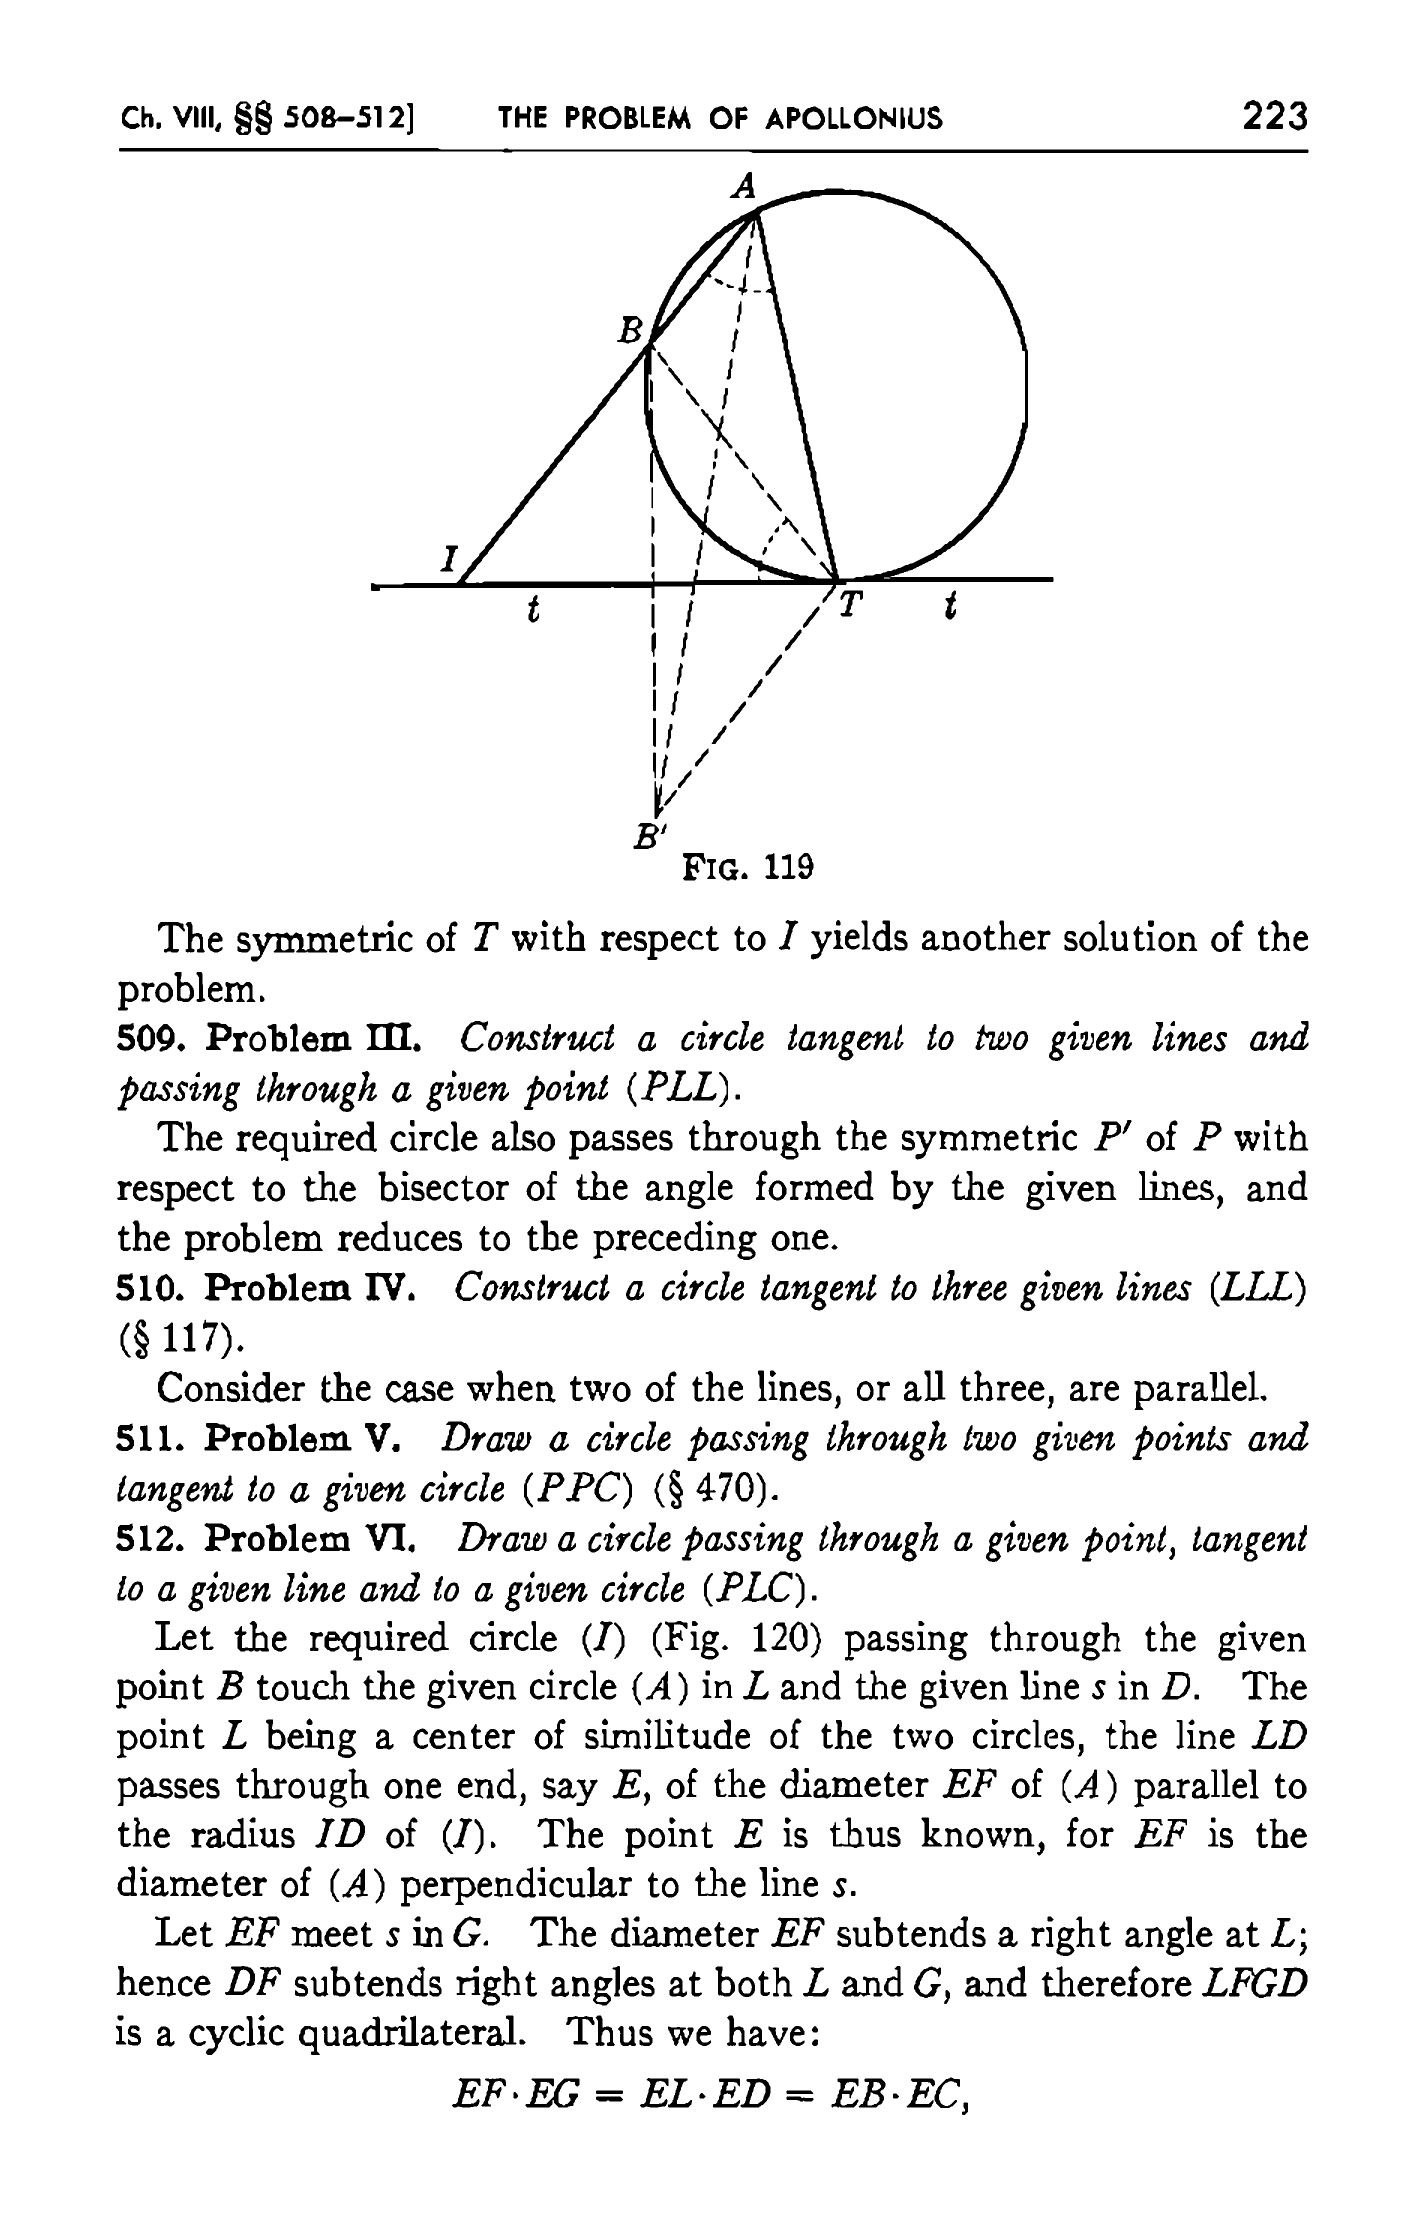 Ch. VIII, §§ 508–512] THE PROBLEM OF APOLLONIUS 223
A
B
I
t
T
t
B'
FIG. 119
The symmetric of T with respect to I yields another solution of the
problem.
509. Problem III. Construct a circle tangent to two given lines and
passing through a given point (PLL).
The required circle also passes through the symmetric P' of P with
respect to the bisector of the angle formed by the given lines, and
the problem reduces to the preceding one.
510. Problem IV. Construct a circle tangent to three given lines (LLL)
(§ 117).
Consider the case when two of the lines, or all three, are parallel.
511. Problem V. Draw a circle passing through two given points and
tangent to a given circle (PPC) (§ 470).
512. Problem VI. Draw a circle passing through a given point, tangent
to a given line and to a given circle (PLC).
Let the required circle (I) (Fig. 120) passing through the given
point B touch the given circle (A) in L and the given line s in D. The
point L being a center of similitude of the two circles, the line LD
passes through one end, say E, of the diameter EF of (A) parallel to
the radius ID of (I). The point E is thus known, for EF is the
diameter of (A) perpendicular to the line s.
Let EF meet s in G. The diameter EF subtends a right angle at L;
hence DF subtends right angles at both L and G, and therefore LFGD
is a cyclic quadrilateral. Thus we have:
EF·EG = EL·ED = EB·EC,